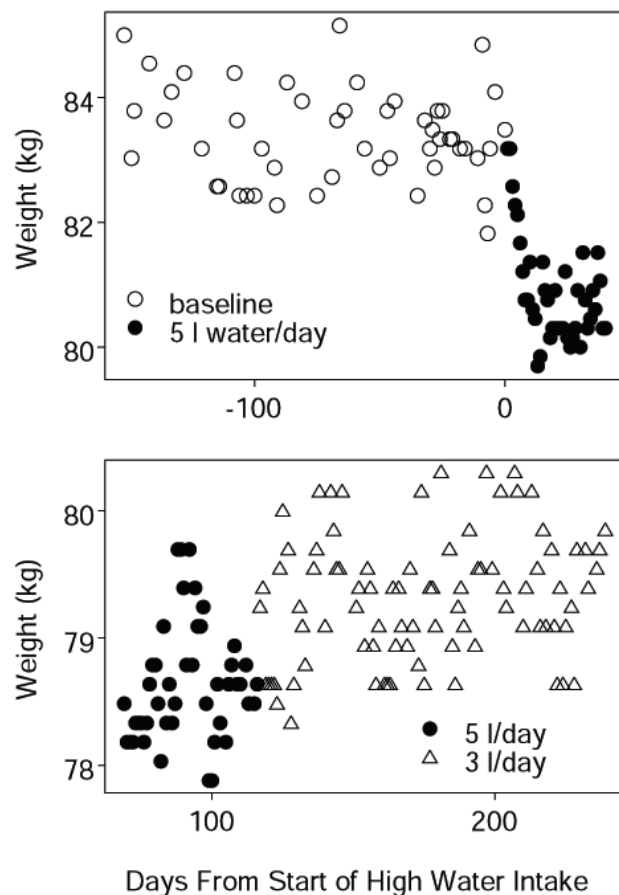 Weight (kg)
84
82
80
baseline
5 l water/day
-100
0
Weight (kg)
80
79
78
5 l/day
3 l/day
100
200
Days From Start of High Water Intake